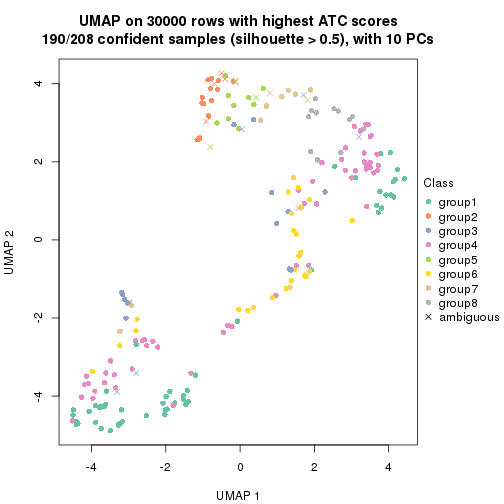 UMAP on 30000 rows with highest ATC scores
190/208 confident samples (silhouette > 0.5), with 10 PCs
4
2
0
-2
-4
UMAP 2
-4
-2
0
2
4
UMAP 1
Class
group1
group2
group3
group4
group5
group6
group7
group8
ambiguous